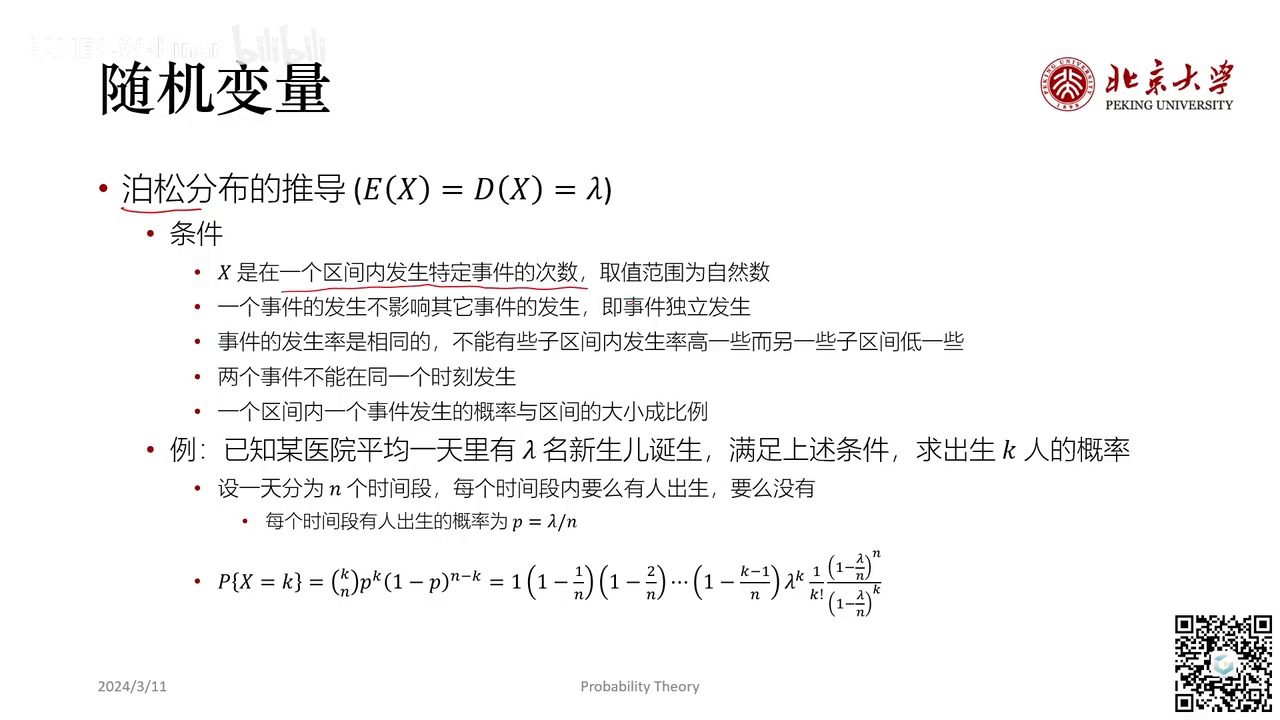 bilibili
随机变量
北京大学
PEKING UNIVERSITY
• 泊松分布的推导 (E(X) = D(X) = λ)
• 条件
• X 是在一个区间内发生特定事件的次数，取值范围为自然数
• 一个事件的发生不影响其它事件的发生，即事件独立发生
• 事件的发生率是相同的，不能有些子区间内发生率高一些而另一些子区间低一些
• 两个事件不能在同一个时刻发生
• 一个区间内一个事件发生的概率与区间的大小成比例
• 例：已知某医院平均一天里有 λ 名新生儿诞生，满足上述条件，求出生 k 人的概率
• 设一天分为 n 个时间段，每个时间段内要么有人出生，要么没有
• 每个时间段有人出生的概率为 p = λ/n
• P{X = k} = (k n) p^k (1 − p)^{n−k} = 1 (1 − 1/n) (1 − 2/n) ⋯ (1 − (k−1)/n) λ^k 1/k! (1−λ/n)^n / (1−λ/n)^k
2024/3/11
Probability Theory